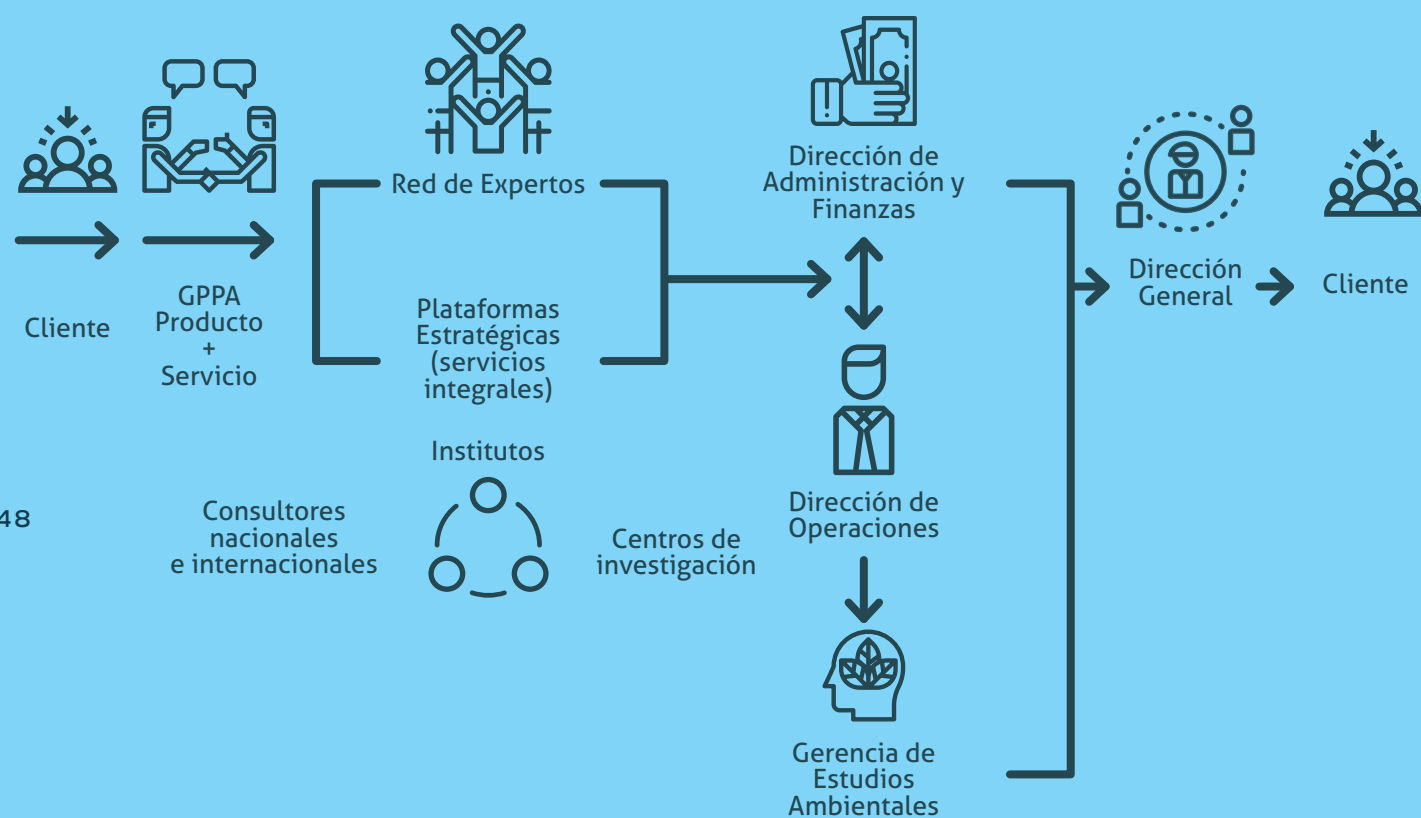 Cliente
GPPA
Producto
+
Servicio
Red de Expertos
Plataformas
Estratégicas
(servicios
integrales)
Institutos
Consultores
nacionales
e internacionales
Centros de
investigación
Dirección de
Administración y
Finanzas
Dirección de
Operaciones
Gerencia de
Estudios
Ambientales
Dirección
General
Cliente
48